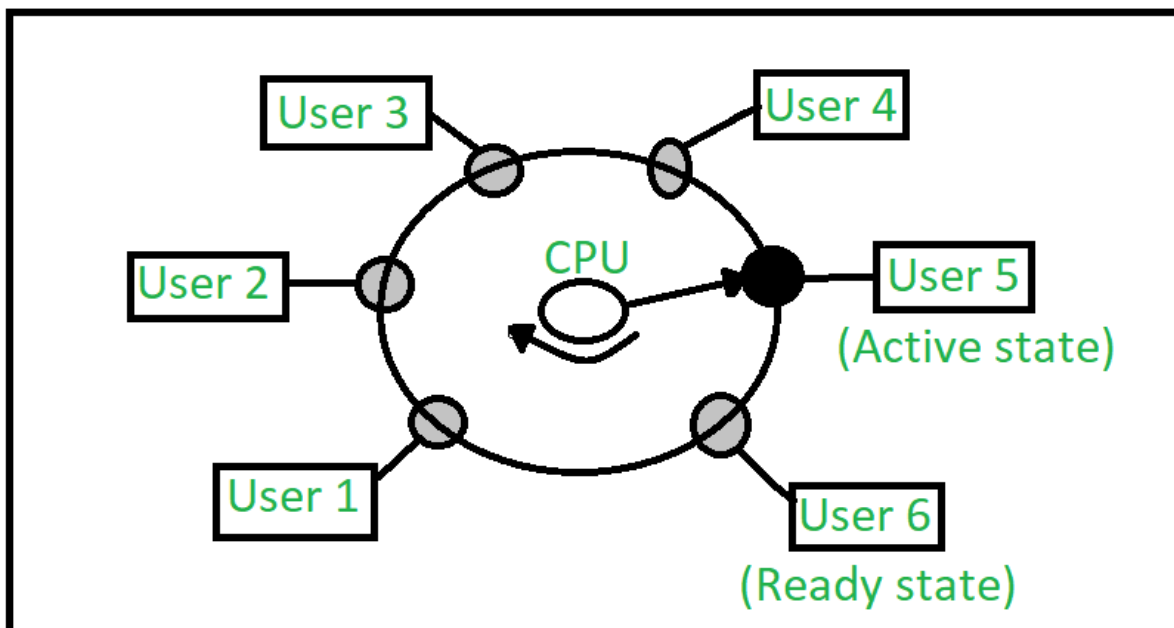 User 3
User 4
CPU
User 2
User 5
(Active state)
User 1
User 6
(Ready state)